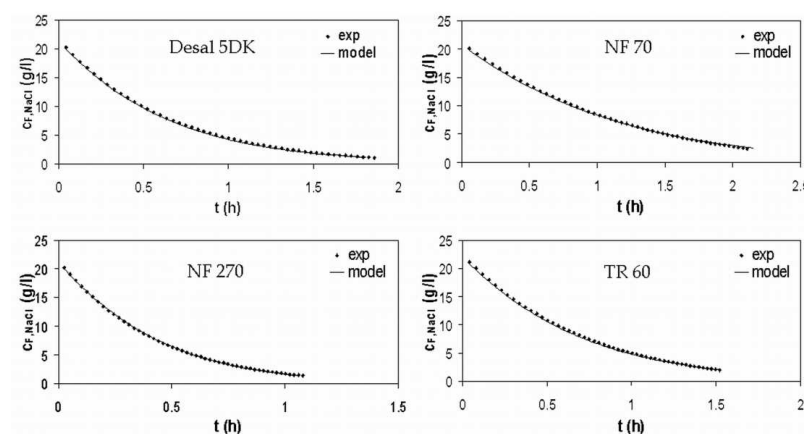 Desal 5DK
exp
model
CF,NaCl (g/l)
25
20
15
10
5
0
0 0.5 1 1.5 2
t (h)
NF 70
exp
model
CF,NaCl (g/l)
25
20
15
10
5
0
0 0.5 1 1.5 2 2.5
t (h)
NF 270
exp
model
CF,NaCl (g/l)
25
20
15
10
5
0
0 0.5 1 1.5
t (h)
TR 60
exp
model
CF,NaCl (g/l)
25
20
15
10
5
0
0 0.5 1 1.5 2
t (h)